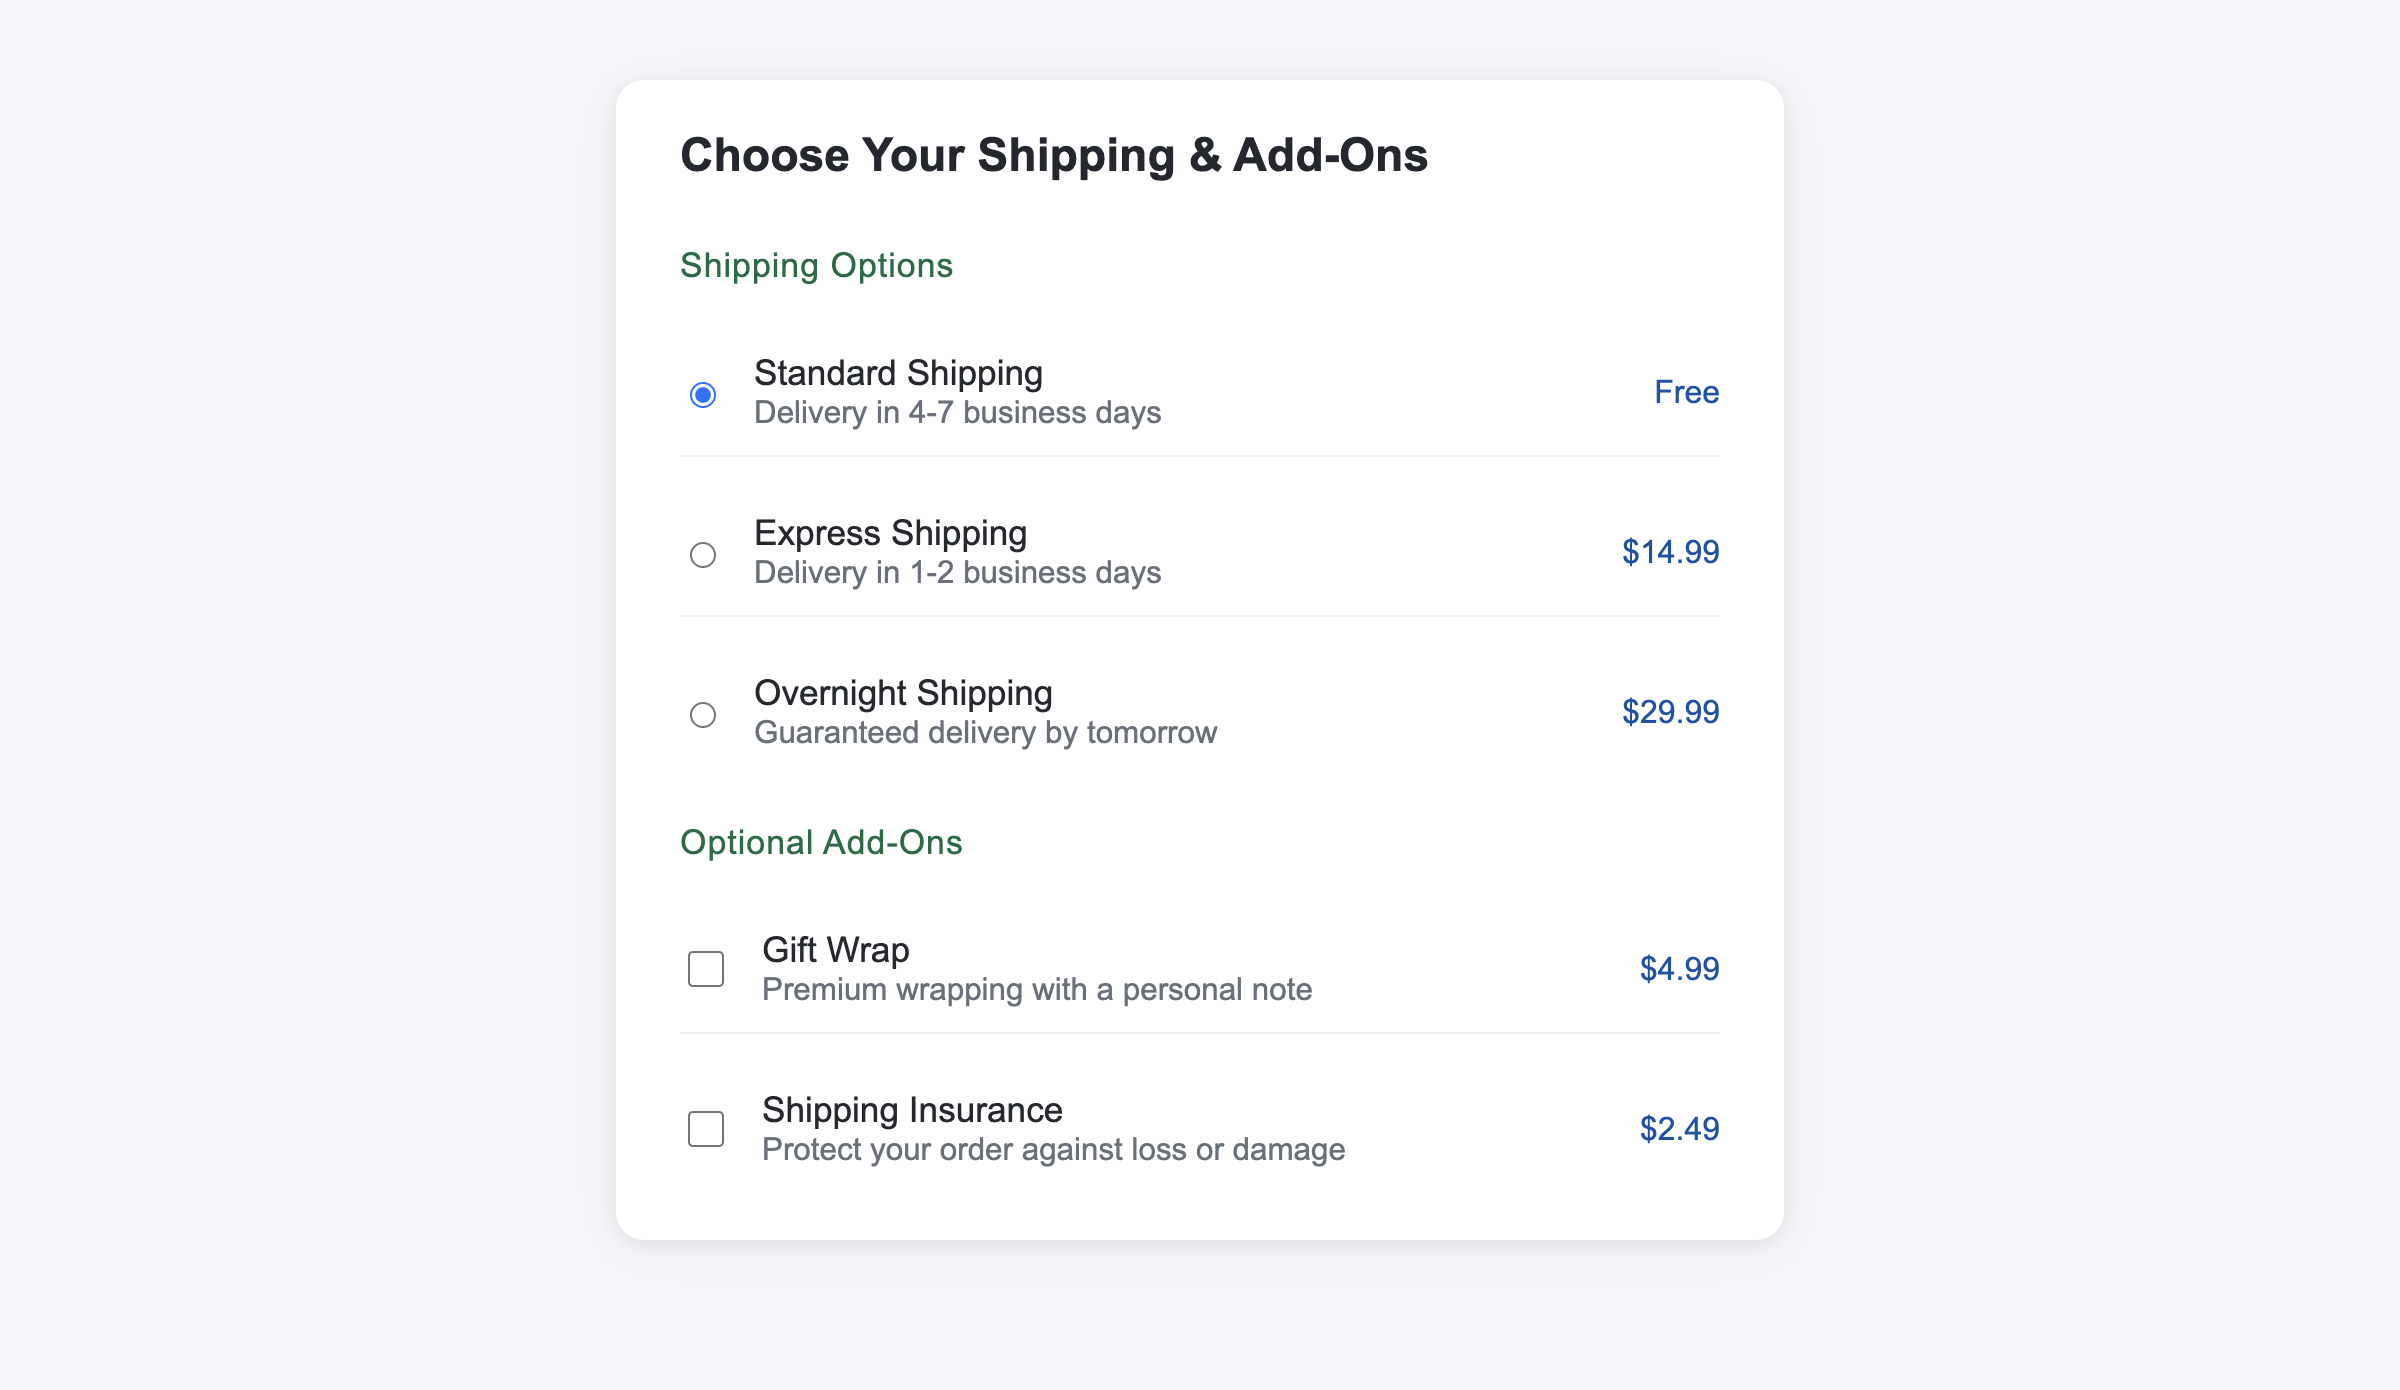 Choose Your Shipping & Add-Ons
Shipping Options
Standard Shipping
Delivery in 4-7 business days
Free
Express Shipping
Delivery in 1-2 business days
$14.99
Overnight Shipping
Guaranteed delivery by tomorrow
$29.99
Optional Add-Ons
Gift Wrap
Premium wrapping with a personal note
$4.99
Shipping Insurance
Protect your order against loss or damage
$2.49